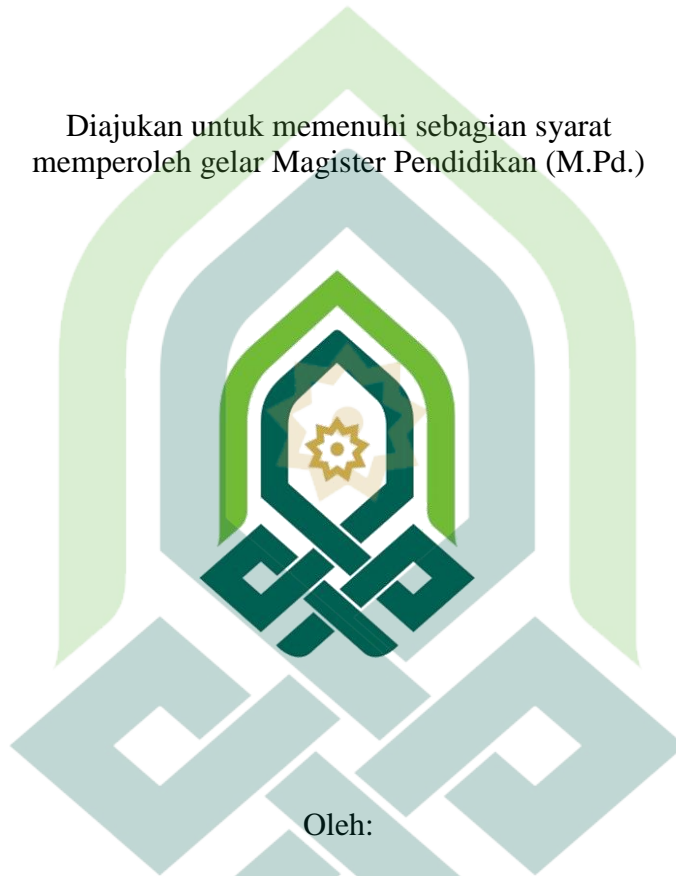 Diajukan untuk memenuhi sebagian syarat
memperoleh gelar Magister Pendidikan (M.Pd.)
Oleh: